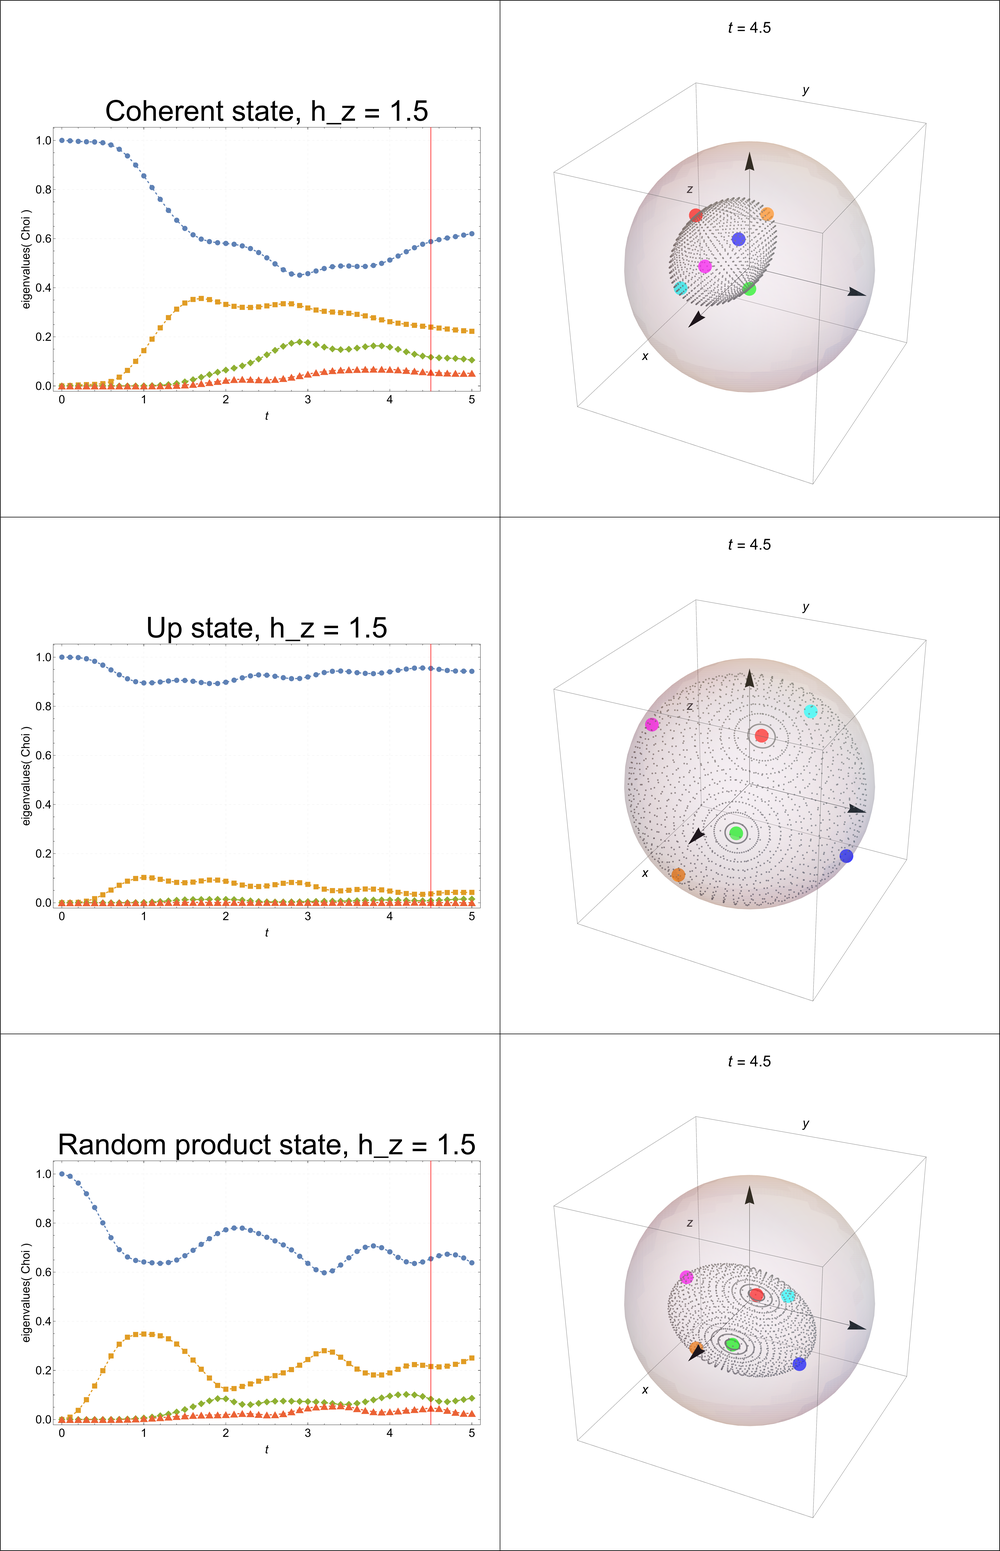 t = 4.5
y
Coherent state, h_z = 1.5
1.0
0.8
0.6
0.4
0.2
0.0
eigenvalues( Choi )
0 1 2 3 4 5
t
z
x
t = 4.5
y
Up state, h_z = 1.5
1.0
0.8
0.6
0.4
0.2
0.0
eigenvalues( Choi )
0 1 2 3 4 5
t
z
x
t = 4.5
y
Random product state, h_z = 1.5
1.0
0.8
0.6
0.4
0.2
0.0
eigenvalues( Choi )
0 1 2 3 4 5
t
z
x